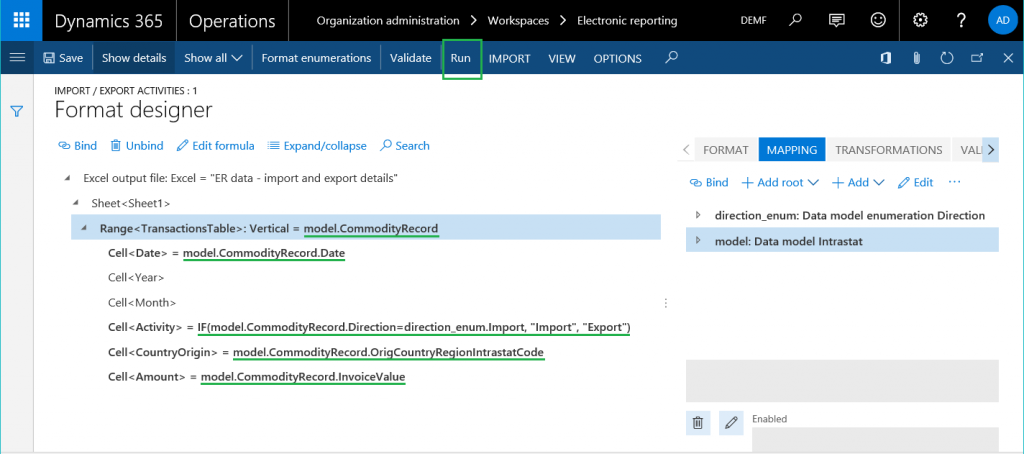 Dynamics 365 Operations Organization administration Workspaces Electronic reporting DEMF ? AD
Save Show details Show all Format enumerations Validate Run IMPORT VIEW OPTIONS
IMPORT / EXPORT ACTIVITIES : 1
Format designer
Bind Unbind Edit formula Expand/collapse Search
Excel output file: Excel = "ER data - import and export details"
Sheet<Sheet1>
Range<TransactionsTable>: Vertical = model.CommodityRecord
Cell<Date> = model.CommodityRecord.Date
Cell<Year>
Cell<Month>
Cell<Activity> = IF(model.CommodityRecord.Direction=direction_enum.Import, "Import", "Export")
Cell<CountryOrigin> = model.CommodityRecord.OrigCountryRegionIntrastatCode
Cell<Amount> = model.CommodityRecord.InvoiceValue
FORMAT MAPPING TRANSFORMATIONS VALI
Bind Add root Add Edit ...
direction_enum: Data model enumeration Direction
model: Data model Intrastat
Enabled